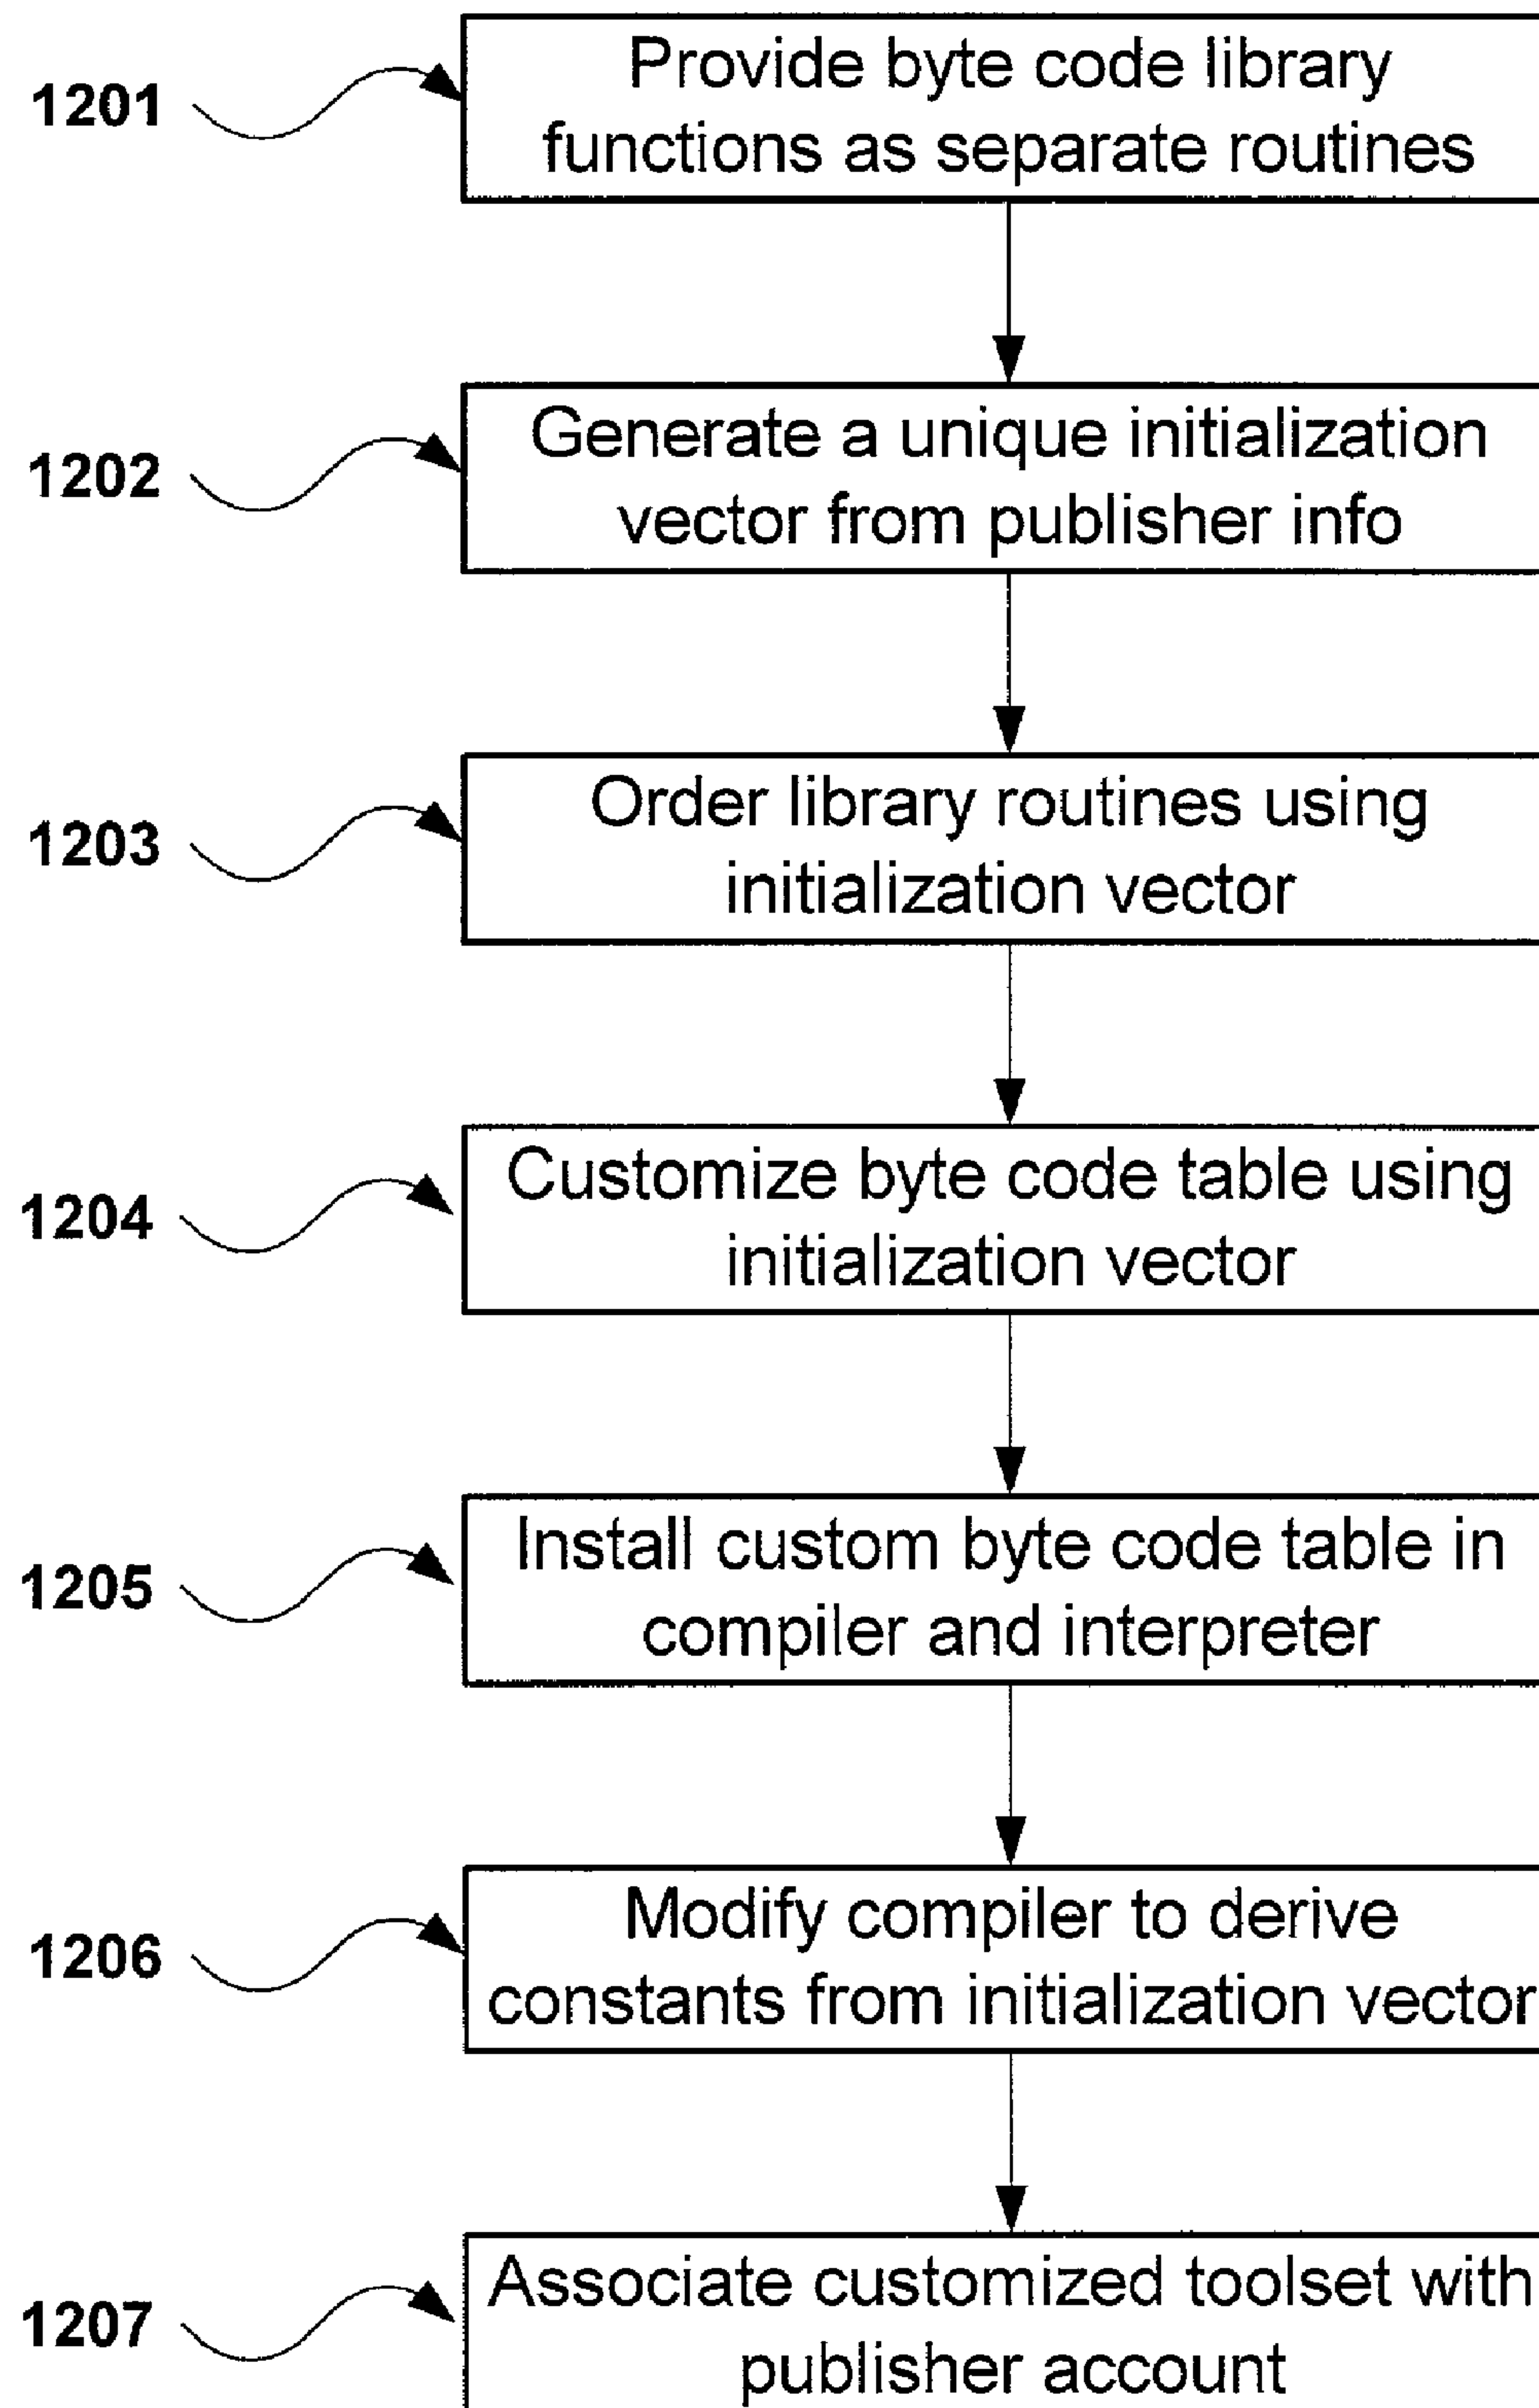 1201
Provide byte code library
functions as separate routines
1202
Generate a unique initialization
vector from publisher info
1203
Order library routines using
initialization vector
1204
Customize byte code table using
initialization vector
1205
Install custom byte code table in
compiler and interpreter
1206
Modify compiler to derive
constants from initialization vector
1207
Associate customized toolset with
publisher account